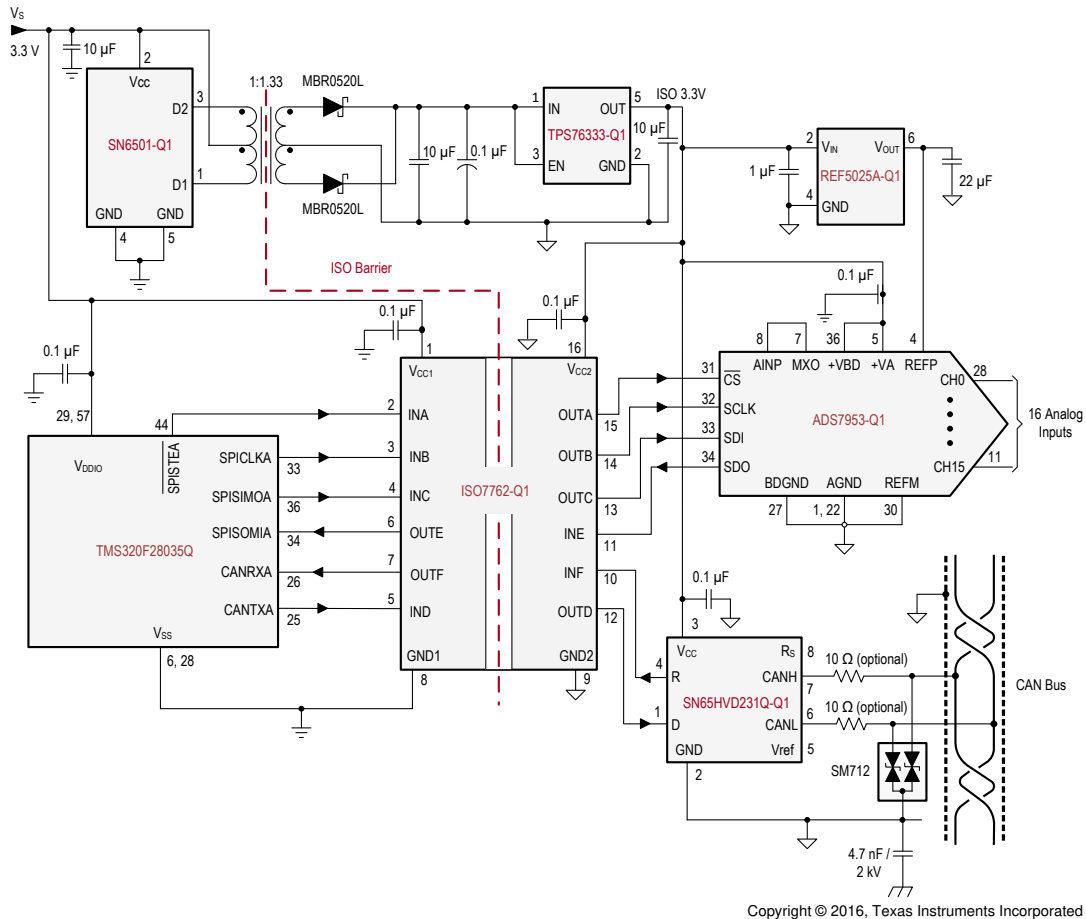 VS
3.3 V
10 µF
2
Vcc
1:1.33
MBR0520L
3
D2
SN6501-Q1
D1
1
MBR0520L
GND
GND
4
5
10 µF
0.1 µF
1
IN
OUT
5
ISO 3.3V
TPS76333-Q1
10 µF
3
EN
2
GND
2
VIN
VOUT
6
1 µF
REF5025A-Q1
22 µF
4
GND
ISO Barrier
0.1 µF
0.1 µF
0.1 µF
0.1 µF
29, 57
44
VDDIO
SPISTEA
SPICLKA
33
SPISIMOA
36
SPISOMIA
34
TMS320F28035Q
CANRXA
26
CANTXA
25
VSS
6, 28
1
VCC1
16
VCC2
2
INA
3
INB
4
INC
6
OUTE
7
OUTF
5
IND
GND1
8
ISO7762-Q1
OUTA
15
OUTB
14
OUTC
13
INE
11
INF
10
OUTD
12
GND2
9
8
7
36
5
4
AINP
MXO
+VBD
+VA
REFP
31
CS
32
SCLK
33
SDI
34
SDO
ADS7953-Q1
CH0
28
16 Analog
Inputs
CH15
11
BDGND
AGND
REFM
27
1, 22
30
0.1 µF
3
VCC
RS
8
4
R
CANH
7
10 Ω (optional)
SN65HVD231Q-Q1
1
D
CANL
6
10 Ω (optional)
GND
Vref
5
2
SM712
CAN Bus
4.7 nF /
2 kV
Copyright © 2016, Texas Instruments Incorporated